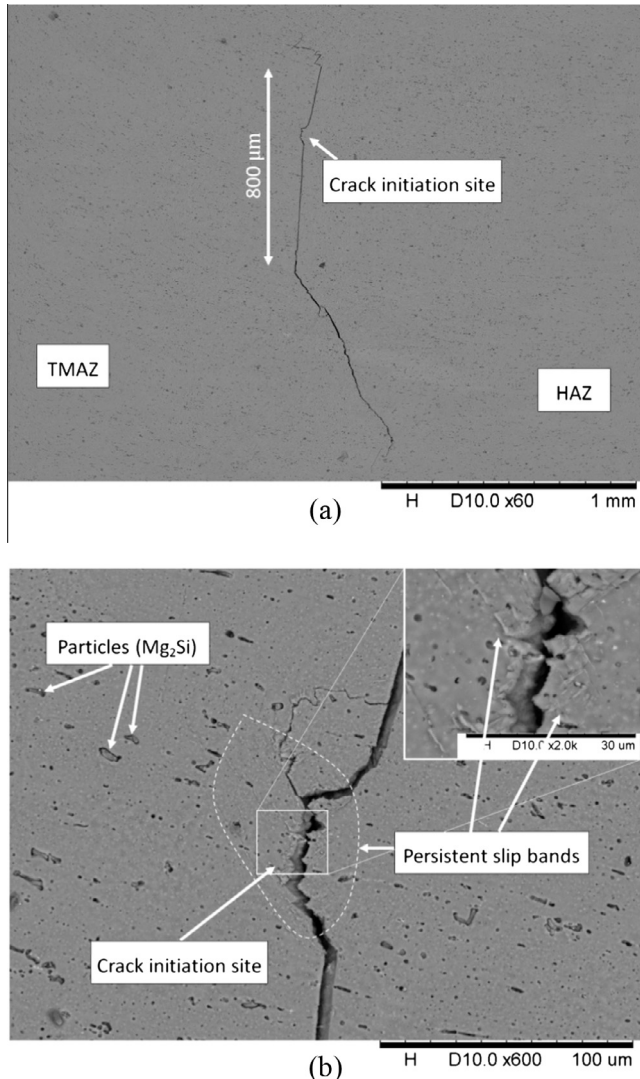 800 µm
Crack initiation site
TMAZ
HAZ
H D10.0 x60 1 mm
(a)
Particles (Mg₂Si)
H D10.0 x2.0k 30 um
Persistent slip bands
Crack initiation site
H D10.0 x600 100 um
(b)